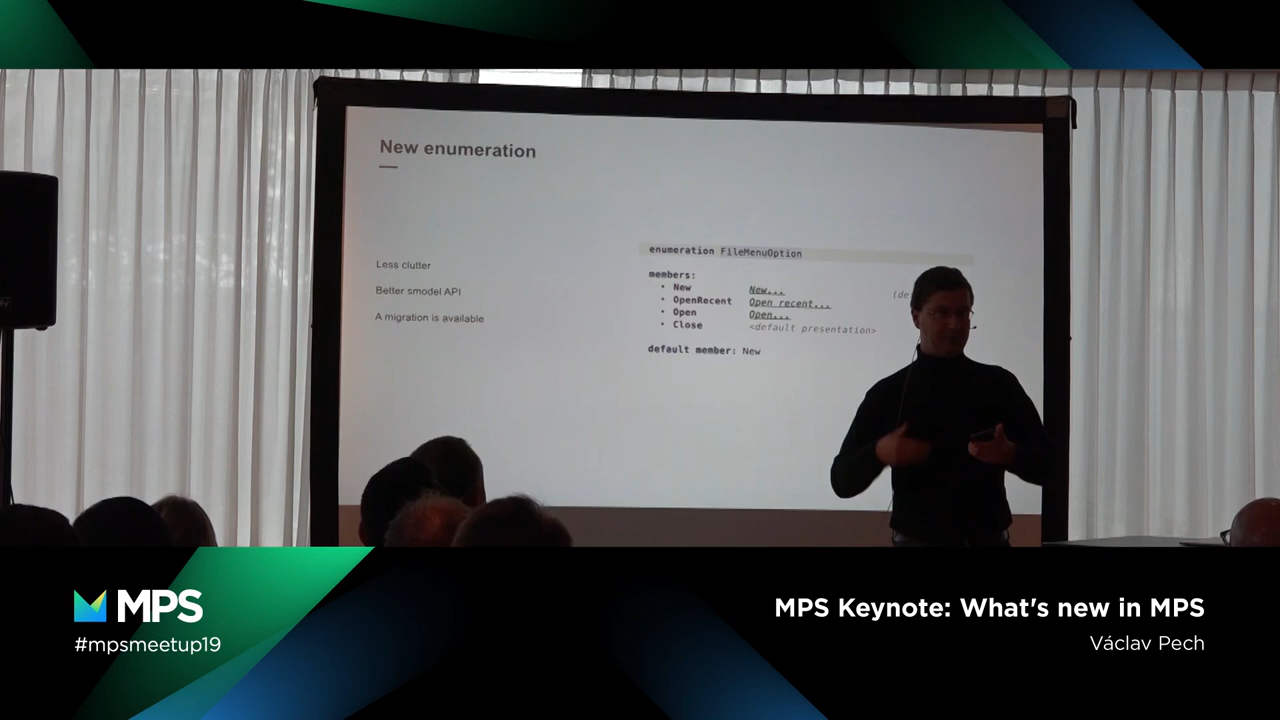 New enumeration
Less clutter
Better smodel API
A migration is available
enumeration FileMenuOption
members:
• New New... (de
• OpenRecent Open recent...
• Open Open...
• Close <default presentation>
default member: New
MPS
#mpsmeetup19
MPS Keynote: What's new in MPS
Václav Pech